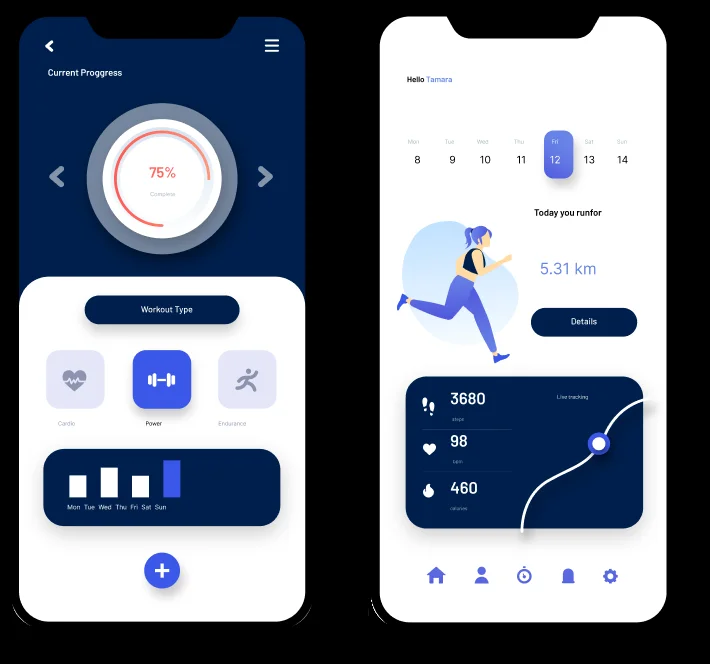 Current Proggress
75%
Complete
Workout Type
Cardio
Power
Endurance
Mon Tue Wed Thu Fri Sat Sun
Hello Tamara
Mon Tue Wed Thu Fri Sat Sun
8 9 10 11 12 13 14
Today you runfor
5.31 km
Details
3680
steps
Live tracking
98
bpm
460
calories